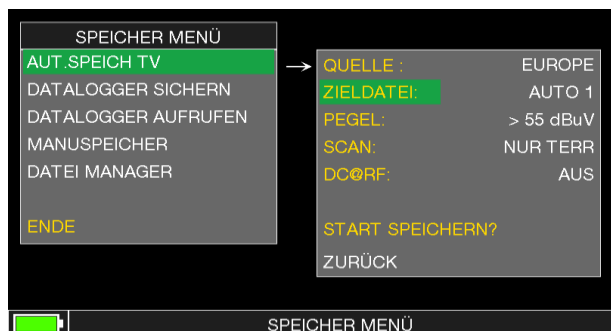 SPEICHER MENÜ
AUT.SPEICH TV
DATALOGGER SICHERN
DATALOGGER AUFRUFEN
MANUSPEICHER
DATEI MANAGER
ENDE
→
QUELLE : EUROPE
ZIELDATEI: AUTO 1
PEGEL: > 55 dBuV
SCAN: NUR TERR
DC@RF: AUS
START SPEICHERN?
ZURÜCK
SPEICHER MENÜ